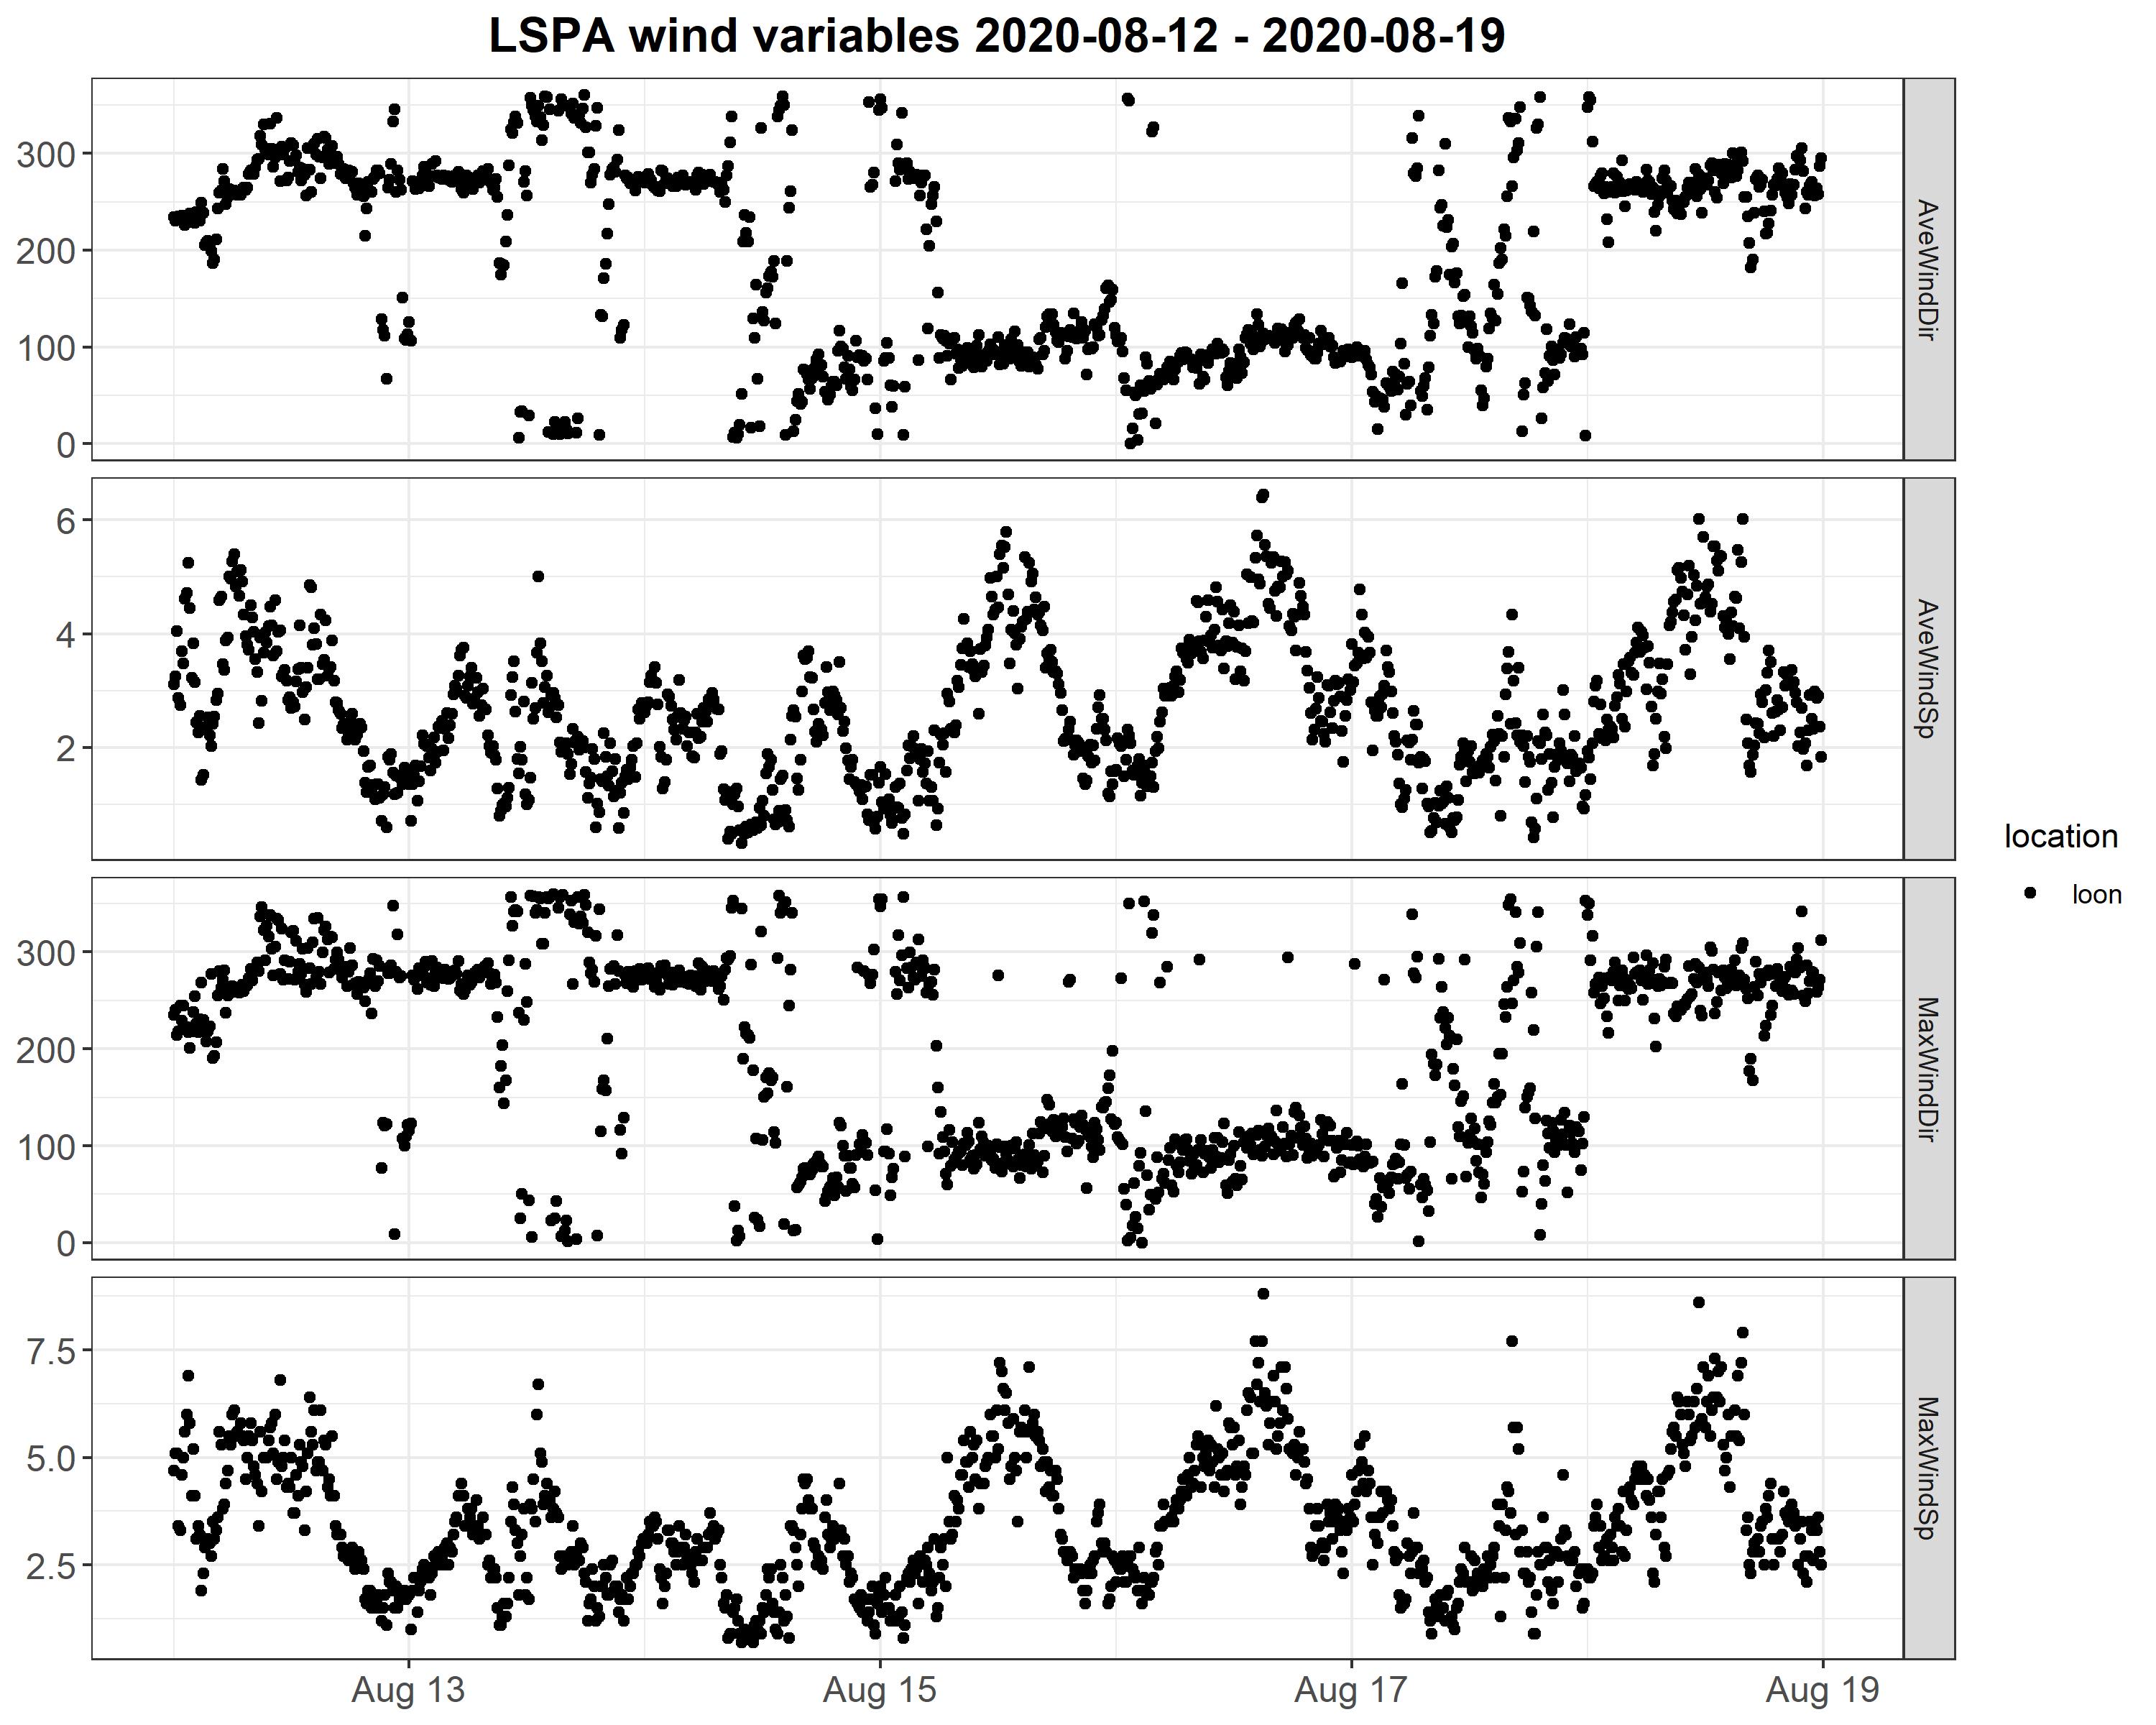 LSPA wind variables 2020-08-12 - 2020-08-19
300
200
100
0
AveWindDir
6
4
2
AveWindSp
location
loon
300
200
100
0
MaxWindDir
7.5
5.0
2.5
MaxWindSp
Aug 13 Aug 15 Aug 17 Aug 19